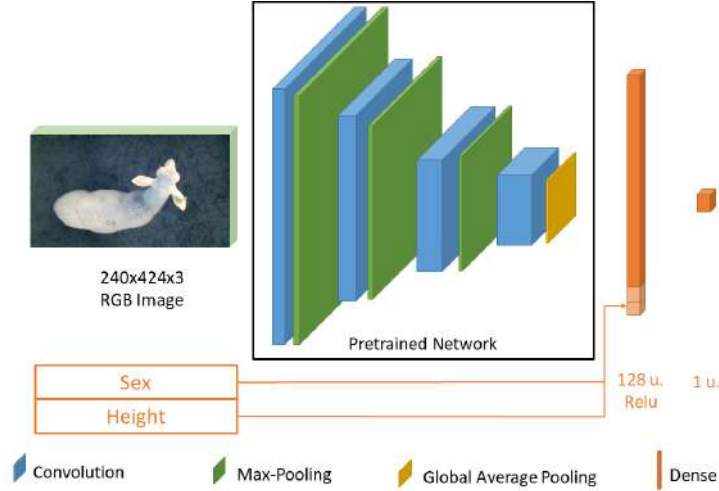 240x424x3
RGB Image
Pretrained Network
Sex
Height
128 u.
Relu
1 u.
Convolution
Max-Pooling
Global Average Pooling
Dense